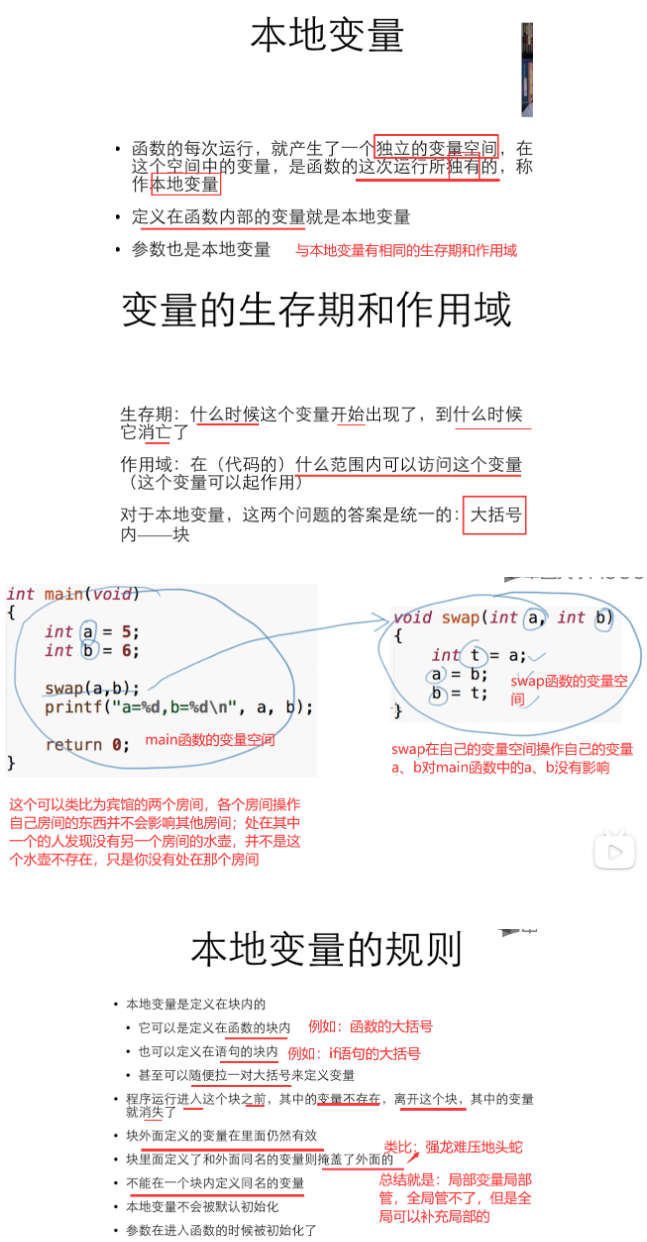 本地变量
• 函数的每次运行，就产生了一个独立的变量空间，在
这个空间中的变量，是函数的这次运行所独有的，称
作本地变量
• 定义在函数内部的变量就是本地变量
• 参数也是本地变量 与本地变量有相同的生存期和作用域
变量的生存期和作用域
生存期：什么时候这个变量开始出现了，到什么时候
它消亡了
作用域：在（代码的）什么范围内可以访问这个变量
（这个变量可以起作用）
对于本地变量，这两个问题的答案是统一的：大括号
内——块
int main(void)
{
int a = 5;
int b = 6;
swap(a,b);
printf("a=%d,b=%d\n", a, b);
return 0; main函数的变量空间
}
void swap(int a, int b)
{
int t = a;
a = b;
b = t;
}
swap函数的变量空
间
swap在自己的变量空间操作自己的变量
a、b对main函数中的a、b没有影响
这个可以类比为宾馆的两个房间，各个房间操作
自己房间的东西并不会影响其他房间；处在其中
一个的人发现没有另一个房间的水壶，并不是这
个水壶不存在，只是你没有处在那个房间
本地变量的规则
• 本地变量是定义在块内的
• 它可以是定义在函数的块内 例如：函数的大括号
• 也可以定义在语句的块内 例如：if语句的大括号
• 甚至可以随便拉一对大括号来定义变量
• 程序运行进入这个块之前，其中的变量不存在，离开这个块，其中的变量
就消失了
• 块外面定义的变量在里面仍然有效
• 块里面定义了和外面同名的变量则掩盖了外面的
• 不能在一个块内定义同名的变量
• 本地变量不会被默认初始化
• 参数在进入函数的时候被初始化了
类比：强龙难压地头蛇
总结就是：局部变量局部
管，全局管不了，但是全
局可以补充局部的